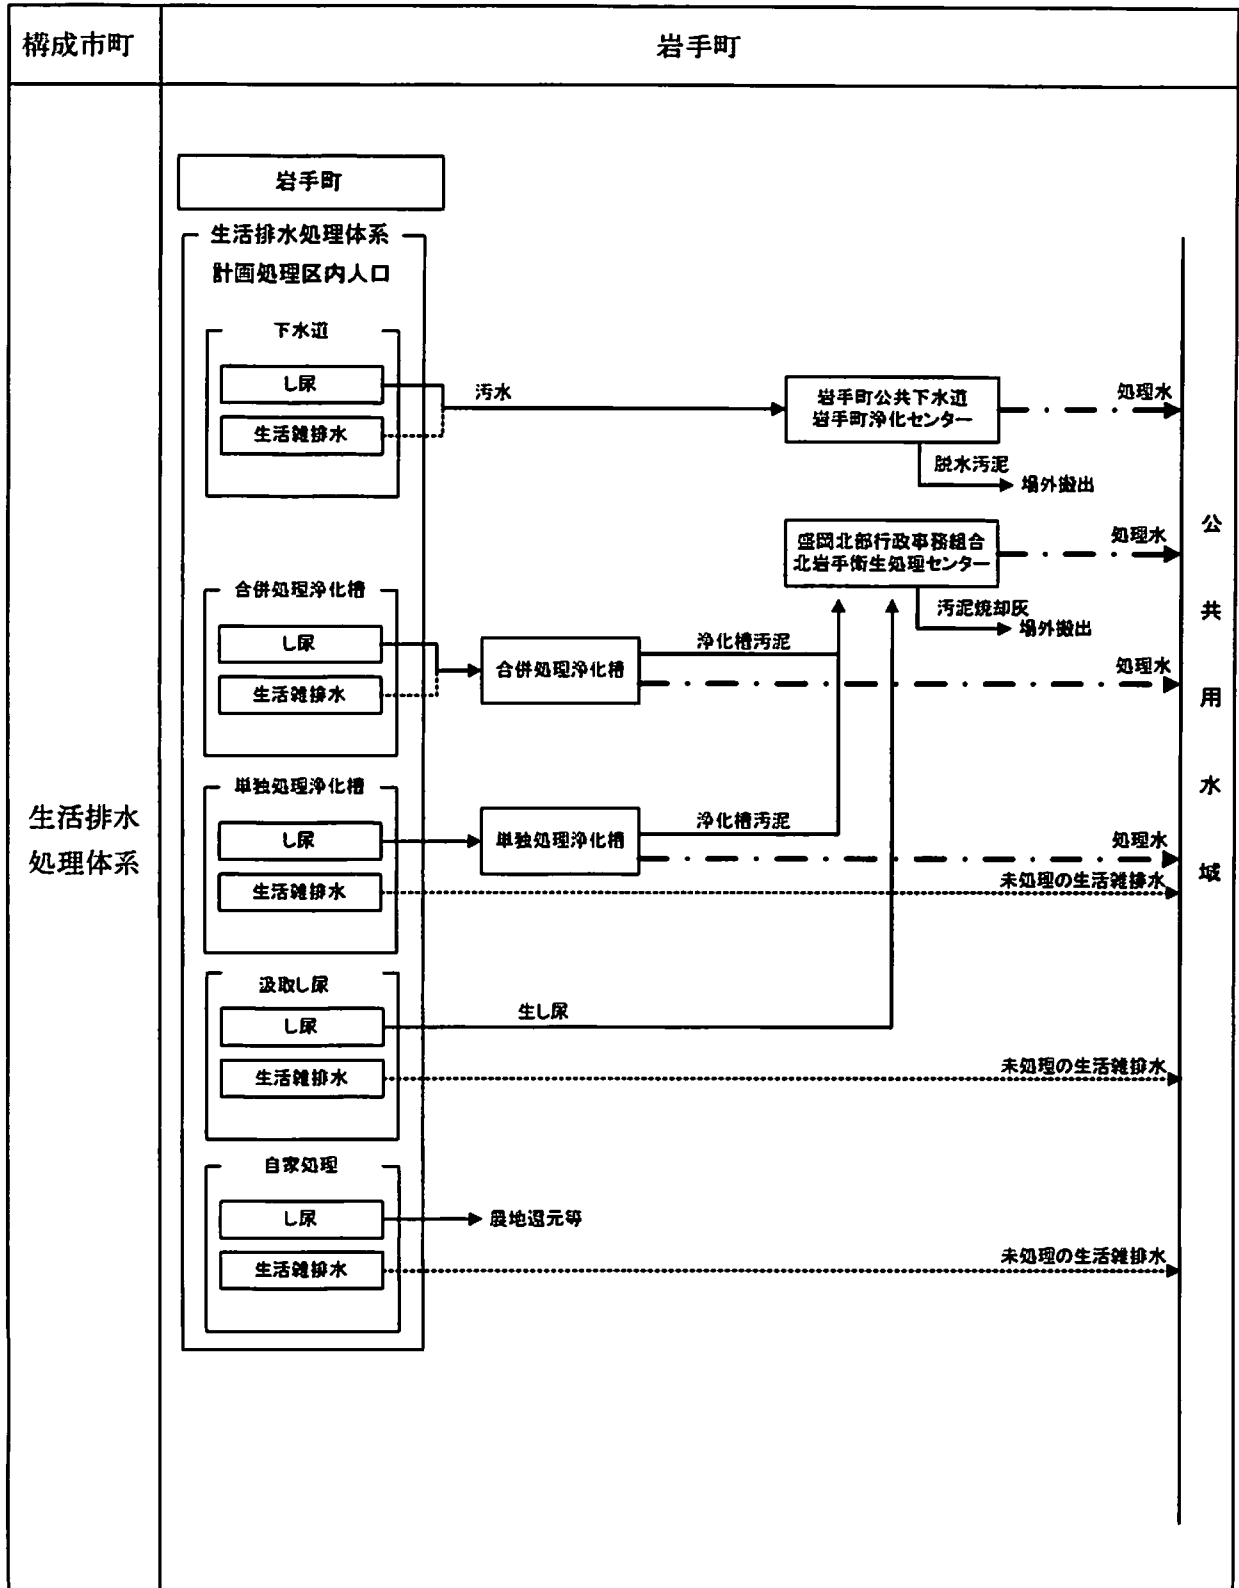 構成市町
岩手町
岩手町
生活排水処理体系
計画処理区内人口
下水道
し尿
生活雑排水
汚水
岩手町公共下水道
岩手町浄化センター
処理水
脱水汚泥
場外搬出
盛岡北部行政事務組合
北岩手衛生処理センター
処理水
汚泥焼却灰
場外搬出
合併処理浄化槽
し尿
生活雑排水
合併処理浄化槽
浄化槽汚泥
処理水
単独処理浄化槽
し尿
生活雑排水
単独処理浄化槽
浄化槽汚泥
処理水
未処理の生活雑排水
汲取し尿
し尿
生活雑排水
生し尿
未処理の生活雑排水
自家処理
し尿
生活雑排水
農地還元等
未処理の生活雑排水
公共用水域
生活排水
処理体系